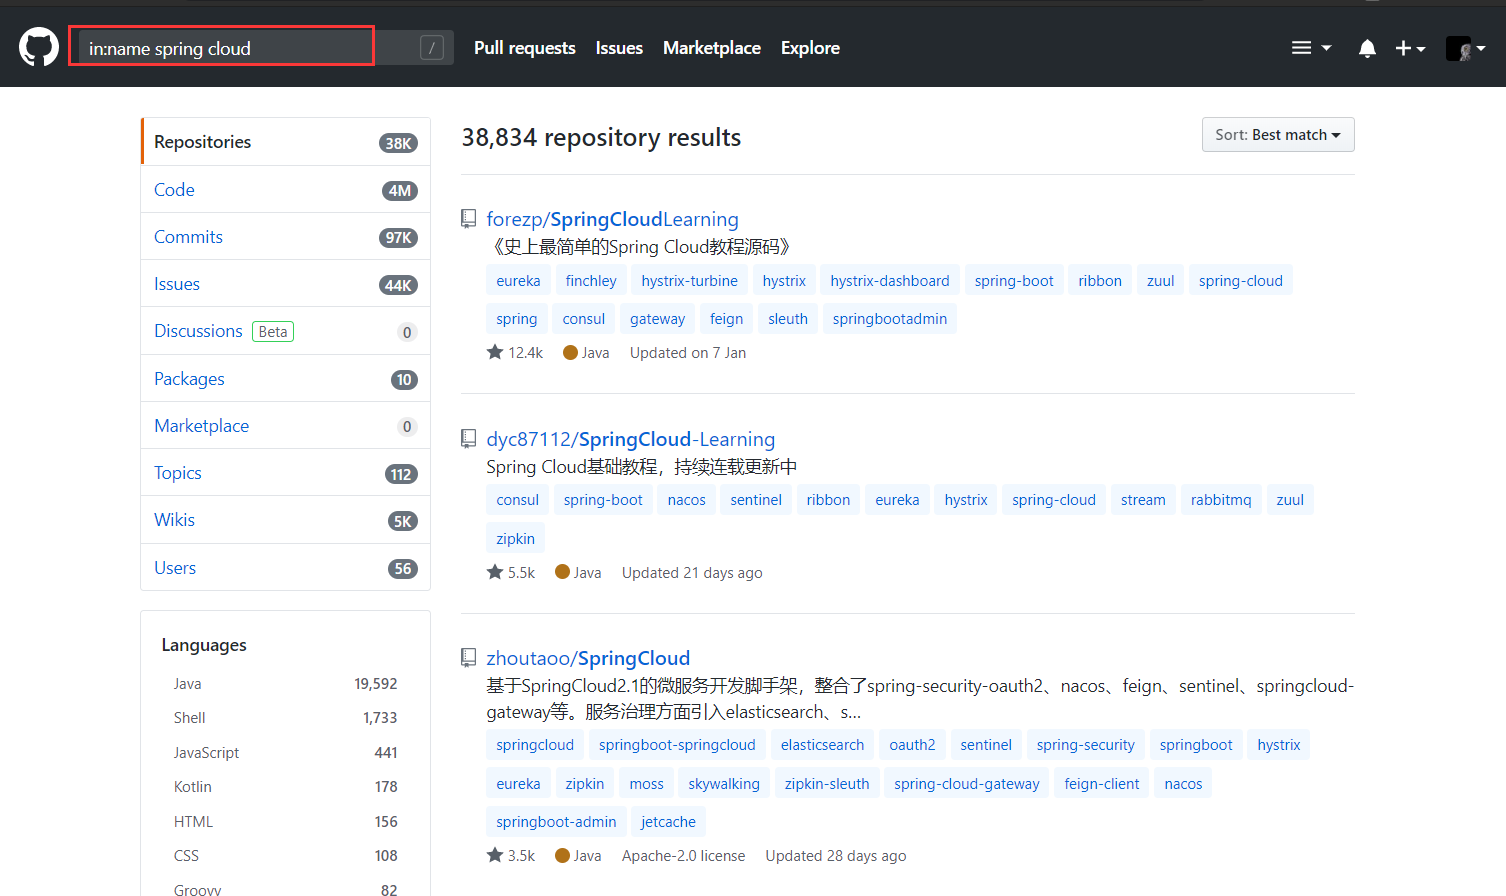 in:name spring cloud
/
Pull requests Issues Marketplace Explore
Repositories 38K
Code 4M
Commits 97K
Issues 44K
Discussions Beta 0
Packages 10
Marketplace 0
Topics 112
Wikis 5K
Users 56
Languages
Java 19,592
Shell 1,733
JavaScript 441
Kotlin 178
HTML 156
CSS 108
Groovy 82
38,834 repository results
Sort: Best match
forezp/SpringCloudLearning
《史上最简单的Spring Cloud教程源码》
eureka finchley hystrix-turbine hystrix hystrix-dashboard spring-boot ribbon zuul spring-cloud
spring consul gateway feign sleuth springbootadmin
12.4k Java Updated on 7 Jan
dyc87112/SpringCloud-Learning
Spring Cloud基础教程，持续连载更新中
consul spring-boot nacos sentinel ribbon eureka hystrix spring-cloud stream rabbitmq zuul
zipkin
5.5k Java Updated 21 days ago
zhoutaoo/SpringCloud
基于SpringCloud2.1的微服务开发脚手架，整合了spring-security-oauth2、nacos、feign、sentinel、springcloud-
gateway等。服务治理方面引入elasticsearch、s...
springcloud springboot-springcloud elasticsearch oauth2 sentinel spring-security springboot hystrix
eureka zipkin moss skywalking zipkin-sleuth spring-cloud-gateway feign-client nacos
springboot-admin jetcache
3.5k Java Apache-2.0 license Updated 28 days ago